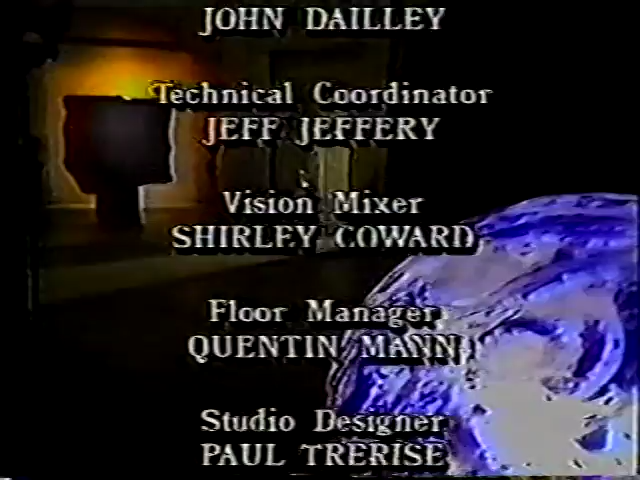 JOHN DAILLEY
Technical Coordinator
JEFF JEFFERY
Vision Mixer
SHIRLEY COWARD
Floor Manager
QUENTIN MANN
Studio Designer
PAUL TRERISE